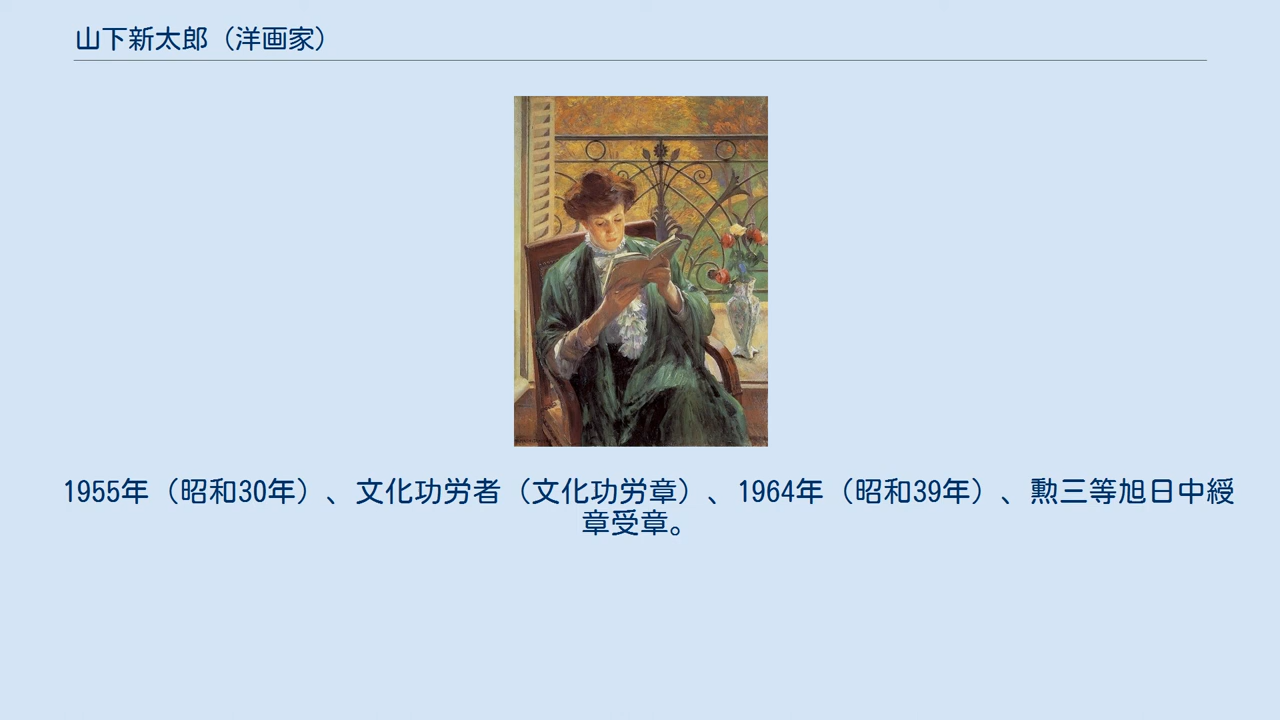 山下新太郎（洋画家）
1955年（昭和30年）、文化功労者（文化功労章）、1964年（昭和39年）、勲三等旭日中綬
章受章。